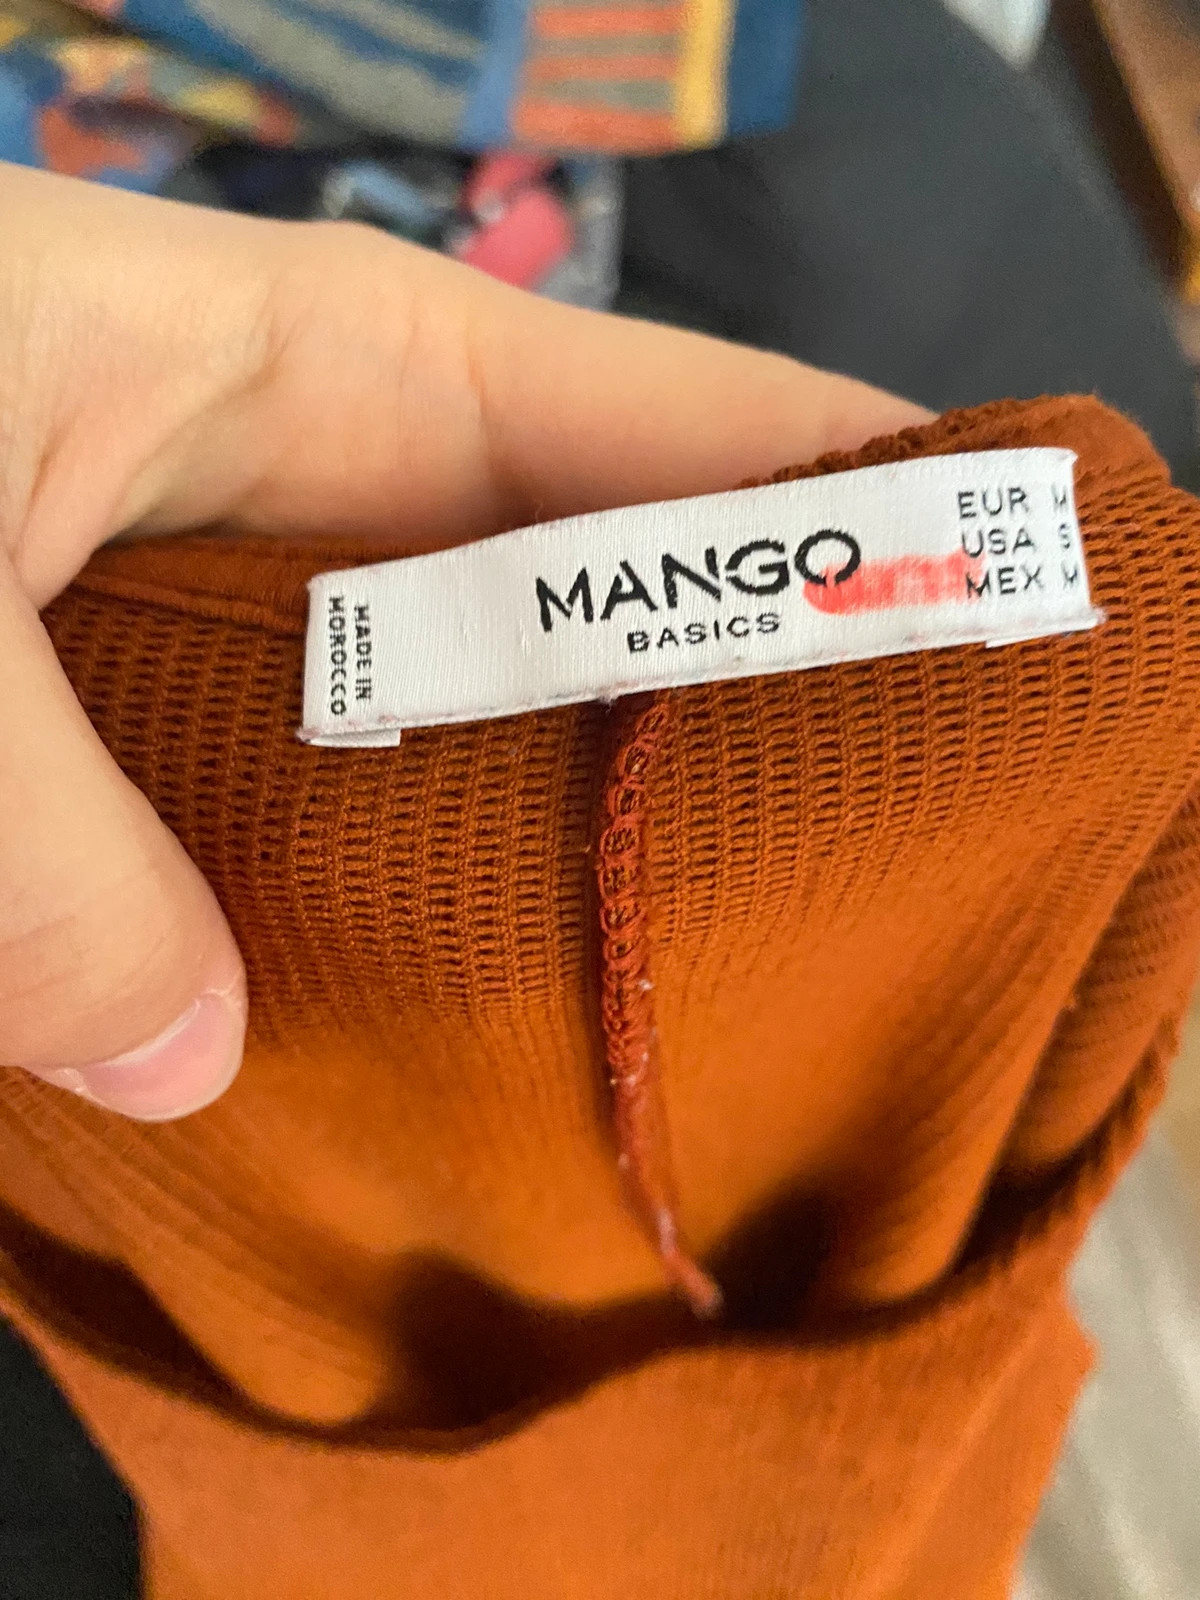 MADE IN
MOROCCO
MANGO
BASICS
EUR M
USA S
MEX M